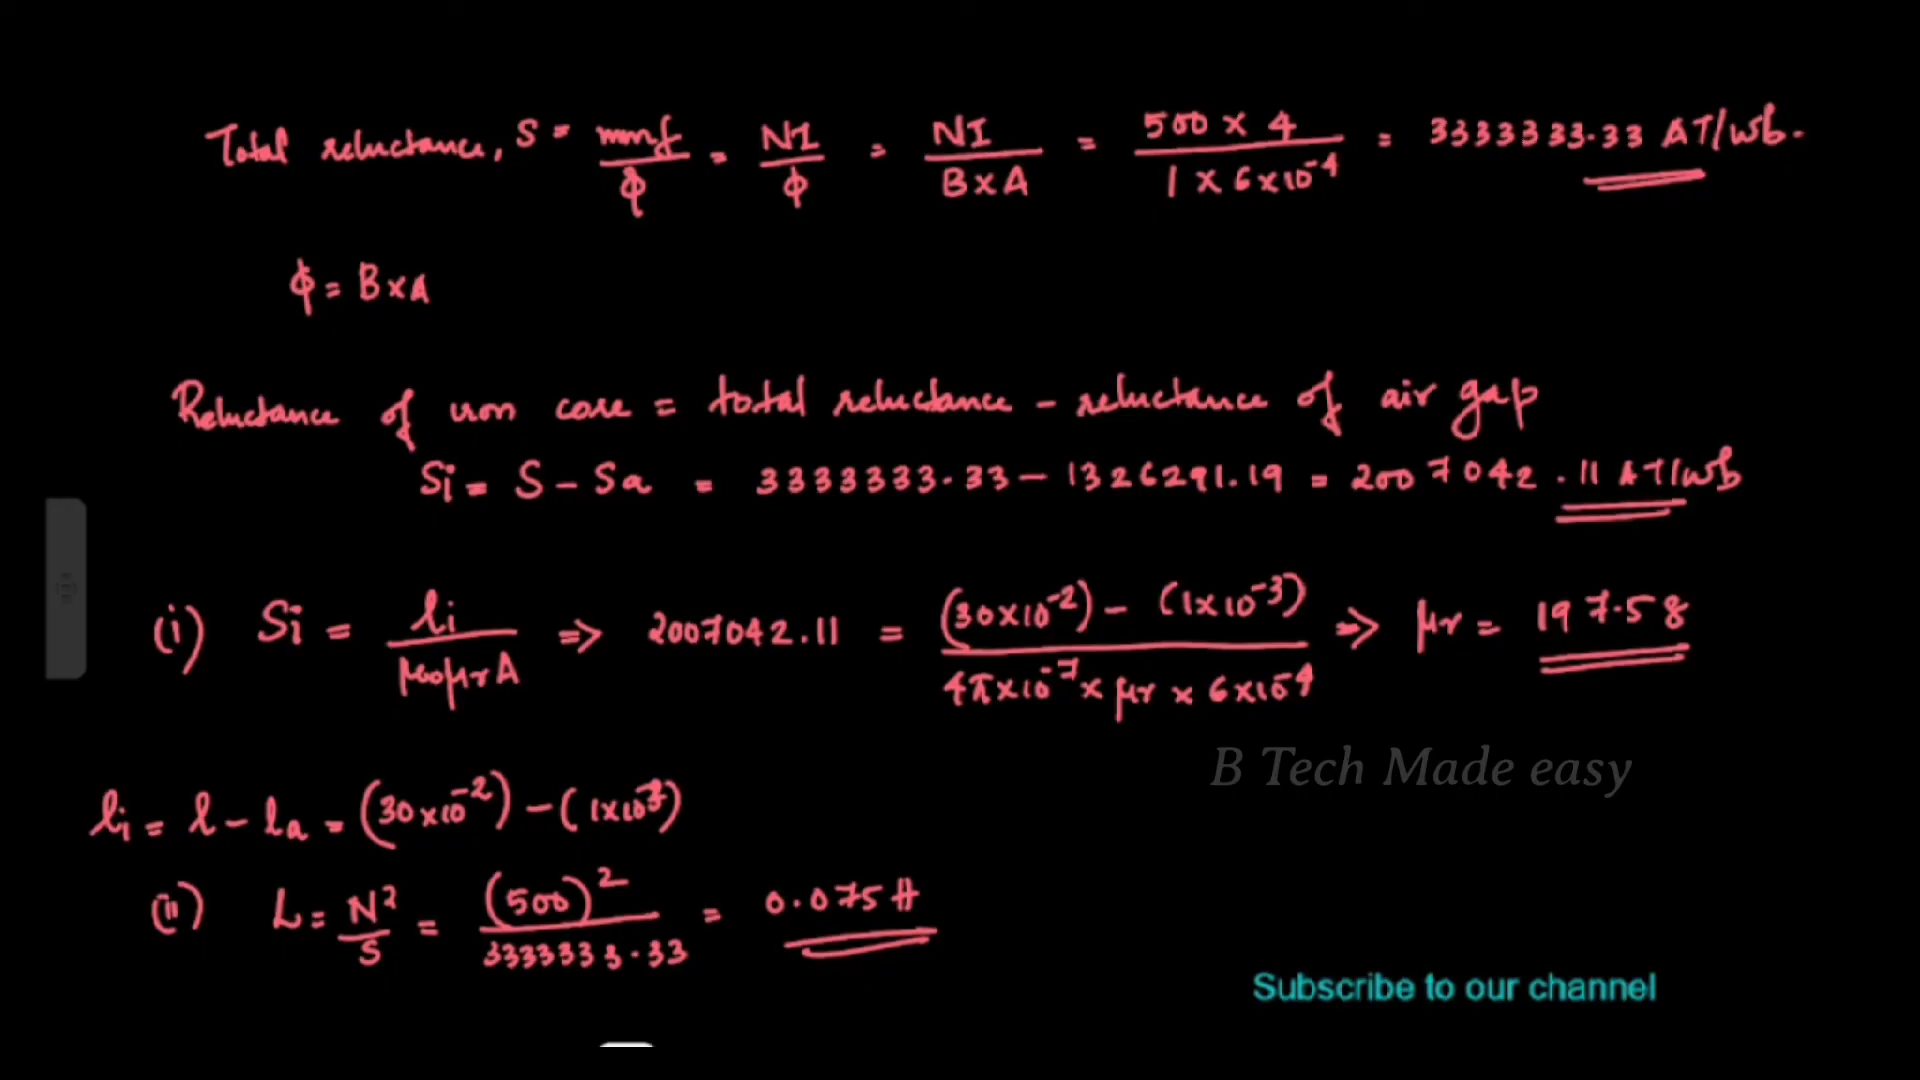 Total reluctance, S = mmf/ϕ = NI/ϕ = NI/B×A = 500 × 4/1 × 6×10⁻⁴ = 3333333.33 AT/wb.
ϕ = B×A
Reluctance of iron core = total reluctance - reluctance of air gap
Si = S - Sa = 3333333.33 - 1326291.19 = 2007042.11 AT/wb
(i) Si = li/μ₀μrA => 2007042.11 = (30×10⁻²) - (1×10⁻³)/4π×10⁻⁷ × μr × 6×10⁻⁴ => μr = 197.58
B Tech Made easy
li = l - la = (30×10⁻²) - (1×10⁻³)
(ii) L = N²/S = (500)²/3333333.33 = 0.075H
Subscribe to our channel